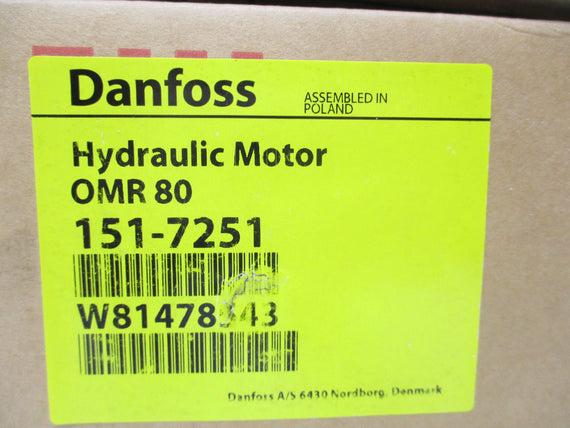 Danfoss
ASSEMBLED IN
POLAND
Hydraulic Motor
OMR 80
151-7251
Danfoss A/S 6430 Nordborg, Denmark